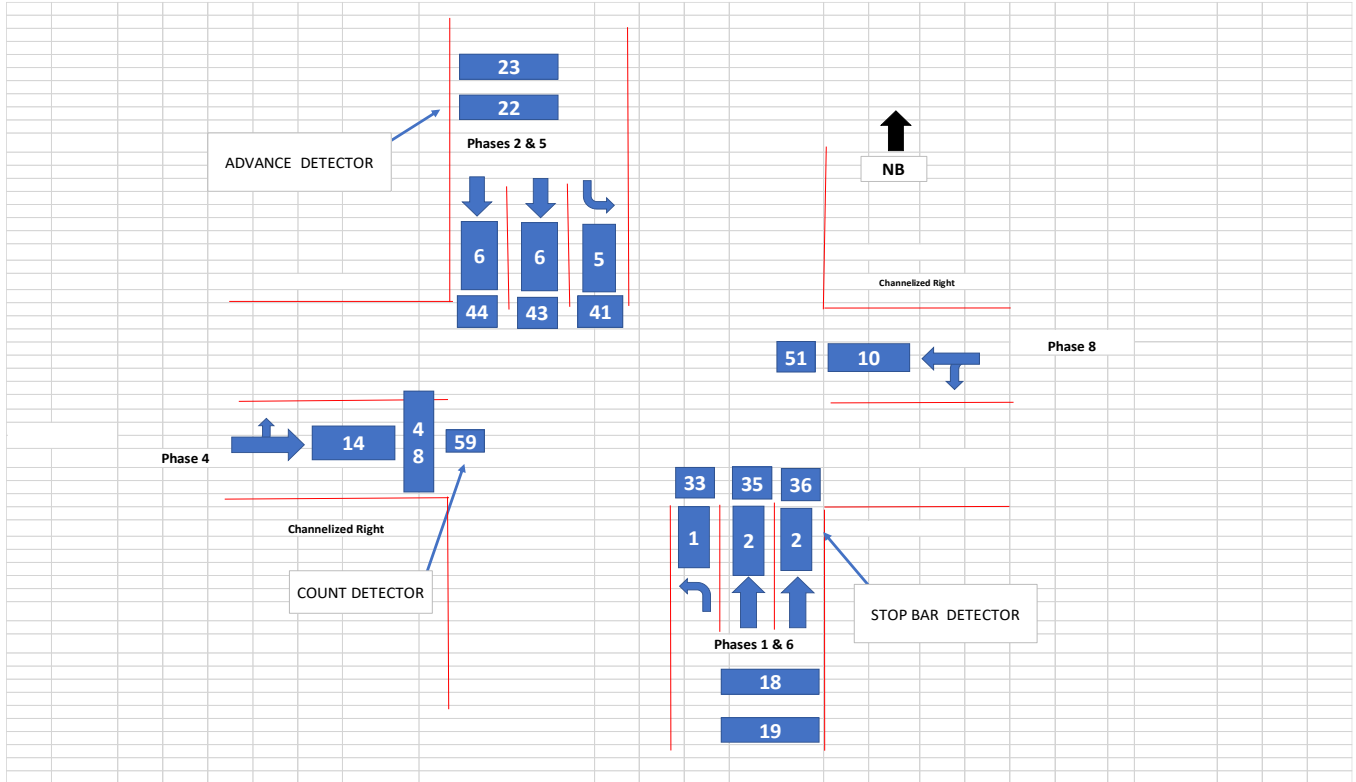 23
22
ADVANCE DETECTOR
Phases 2 & 5
NB
6
6
5
Channelized Right
44
43
41
Phase 8
51
10
4
8
14
59
Phase 4
33
35
36
Channelized Right
1
2
2
COUNT DETECTOR
STOP BAR DETECTOR
Phases 1 & 6
18
19